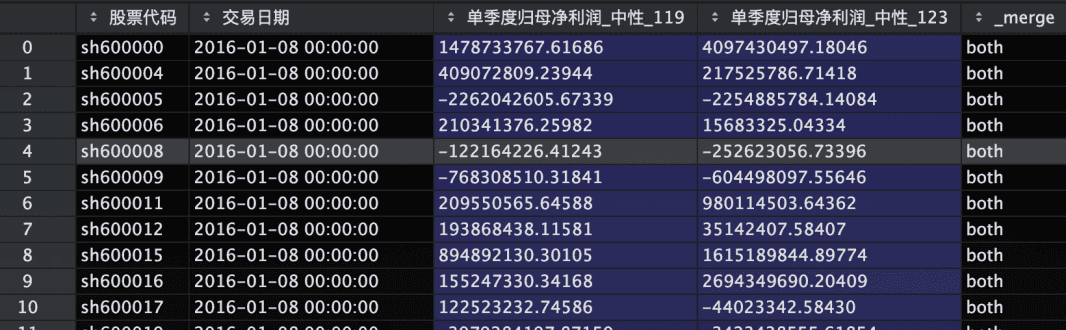 股票代码 交易日期 单季度归母净利润_中性_119 单季度归母净利润_中性_123 _merge
0 sh600000 2016-01-08 00:00:00 1478733767.61686 4097430497.18046 both
1 sh600004 2016-01-08 00:00:00 409072809.23944 217525786.71418 both
2 sh600005 2016-01-08 00:00:00 -2262042605.67339 -2254885784.14084 both
3 sh600006 2016-01-08 00:00:00 210341376.25982 15683325.04334 both
4 sh600008 2016-01-08 00:00:00 -122164226.41243 -252623056.73396 both
5 sh600009 2016-01-08 00:00:00 -768308510.31841 -604498097.55646 both
6 sh600011 2016-01-08 00:00:00 209550565.64588 980114503.64362 both
7 sh600012 2016-01-08 00:00:00 193868438.11581 35142407.58407 both
8 sh600015 2016-01-08 00:00:00 894892130.30105 1615189844.89774 both
9 sh600016 2016-01-08 00:00:00 155247330.34168 2694349690.20409 both
10 sh600017 2016-01-08 00:00:00 122523232.74586 -44023342.58430 both